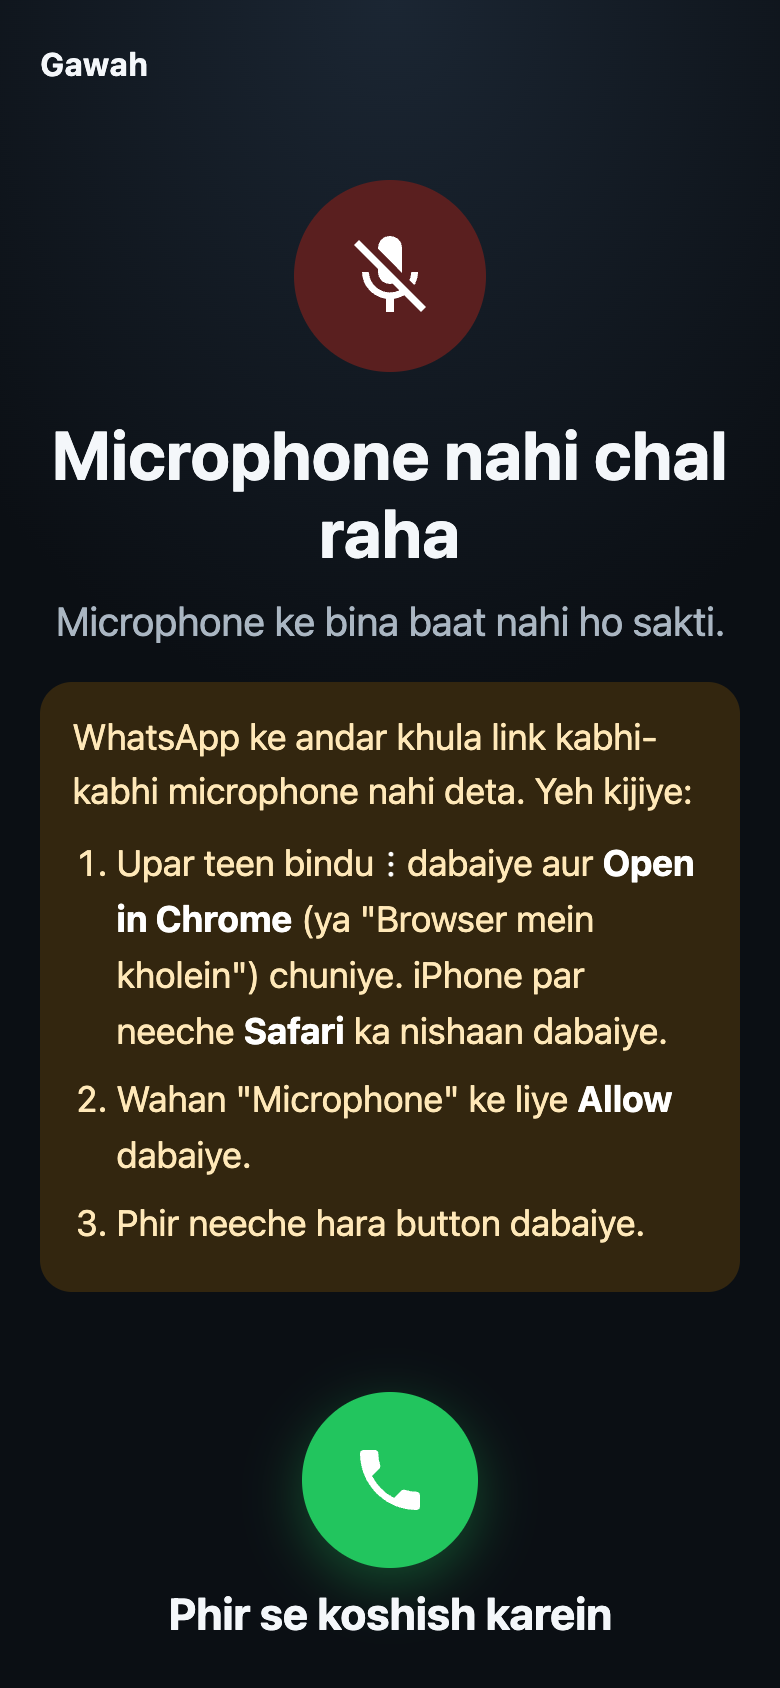 Gawah
Microphone nahi chal
raha
Microphone ke bina baat nahi ho sakti.
WhatsApp ke andar khula link kabhi-
kabhi microphone nahi deta. Yeh kijiye:
1. Upar teen bindu ⋮ dabaiye aur Open
in Chrome (ya "Browser mein
kholein") chuniye. iPhone par
neeche Safari ka nishaan dabaiye.
2. Wahan "Microphone" ke liye Allow
dabaiye.
3. Phir neeche hara button dabaiye.
Phir se koshish karein